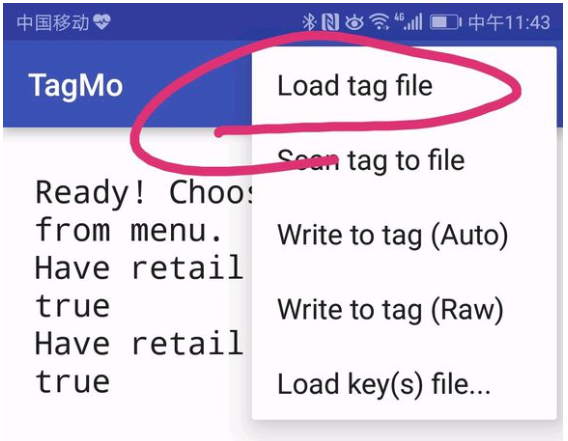 中国移动
4G 中午11:43
TagMo
Load tag file
Scan tag to file
Write to tag (Auto)
Write to tag (Raw)
Load key(s) file...
Ready!
from menu.
Have retail
true
Have retail
true